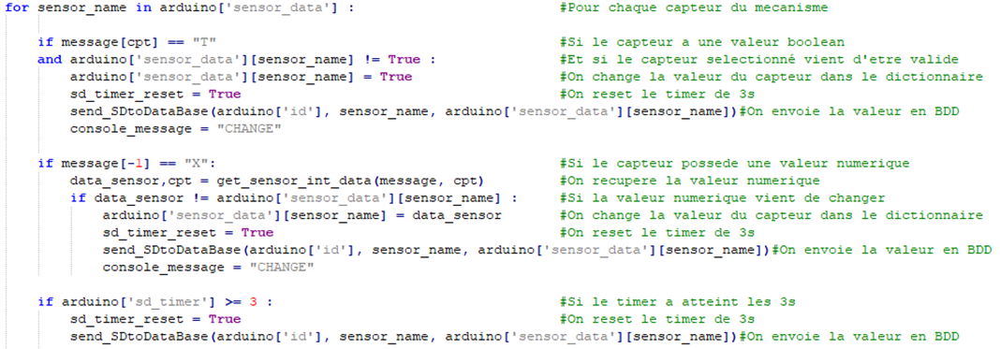 for sensor_name in arduino['sensor_data'] : #Pour chaque capteur du mecanisme
if message[cpt] == "T" #Si le capteur a une valeur boolean
and arduino['sensor_data'][sensor_name] != True : #Et si le capteur selectionné vient d'etre valide
arduino['sensor_data'][sensor_name] = True #On change la valeur du capteur dans le dictionnaire
sd_timer_reset = True #On reset le timer de 3s
send_SDtoDataBase(arduino['id'], sensor_name, arduino['sensor_data'][sensor_name])#On envoie la valeur en BDD
console_message = "CHANGE"
if message[-1] == "X": #Si le capteur possede une valeur numerique
data_sensor,cpt = get_sensor_int_data(message, cpt) #On recupere la valeur numerique
if data_sensor != arduino['sensor_data'][sensor_name] : #Si la valeur numerique vient de changer
arduino['sensor_data'][sensor_name] = data_sensor #On change la valeur du capteur dans le dictionnaire
sd_timer_reset = True #On reset le timer de 3s
send_SDtoDataBase(arduino['id'], sensor_name, arduino['sensor_data'][sensor_name])#On envoie la valeur en BDD
console_message = "CHANGE"
if arduino['sd_timer'] >= 3 : #Si le timer a atteint les 3s
sd_timer_reset = True #On reset le timer de 3s
send_SDtoDataBase(arduino['id'], sensor_name, arduino['sensor_data'][sensor_name])#On envoie la valeur en BDD